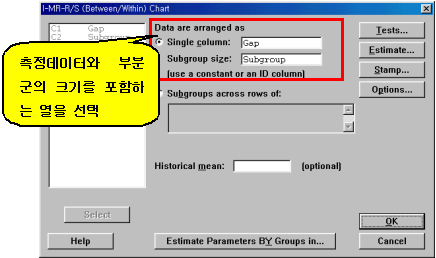 I-MR-R/S (Between/Within) Chart
C1 Gap
C2 Subgroup
Data are arranged as
Single column: Gap
Subgroup size: Subgroup
(use a constant or an ID column)
Subgroups across rows of:
Historical mean: (optional)
Tests...
Estimate...
Stamp...
Options...
측정데이터와 부분
군의 크기를 포함하
는 열을 선택
Select
OK
Help
Estimate Parameters BY Groups in...
Cancel